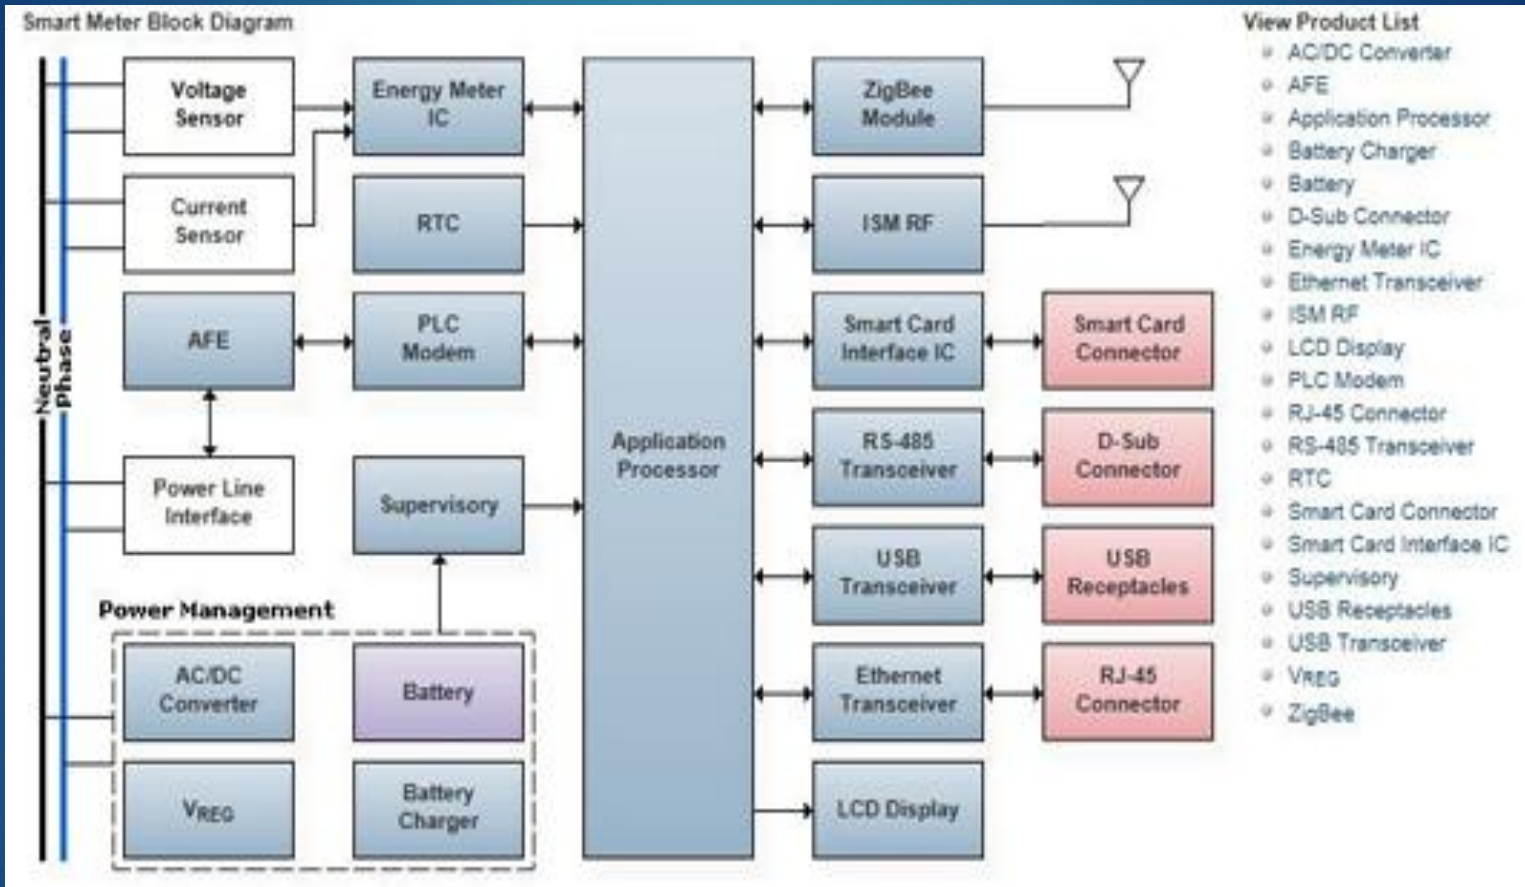 Smart Meter Block Diagram
Neutral
Phase
Voltage
Sensor
Energy Meter
IC
Current
Sensor
RTC
AFE
PLC
Modem
Power Line
Interface
Supervisory
Power Management
AC/DC
Converter
Battery
VREG
Battery
Charger
Application
Processor
ZigBee
Module
ISM RF
Smart Card
Interface IC
Smart Card
Connector
RS-485
Transceiver
D-Sub
Connector
USB
Transceiver
USB
Receptacles
Ethernet
Transceiver
RJ-45
Connector
LCD Display
View Product List
AC/DC Converter
AFE
Application Processor
Battery Charger
Battery
D-Sub Connector
Energy Meter IC
Ethernet Transceiver
ISM RF
LCD Display
PLC Modem
RJ-45 Connector
RS-485 Transceiver
RTC
Smart Card Connector
Smart Card Interface IC
Supervisory
USB Receptacles
USB Transceiver
VREG
ZigBee